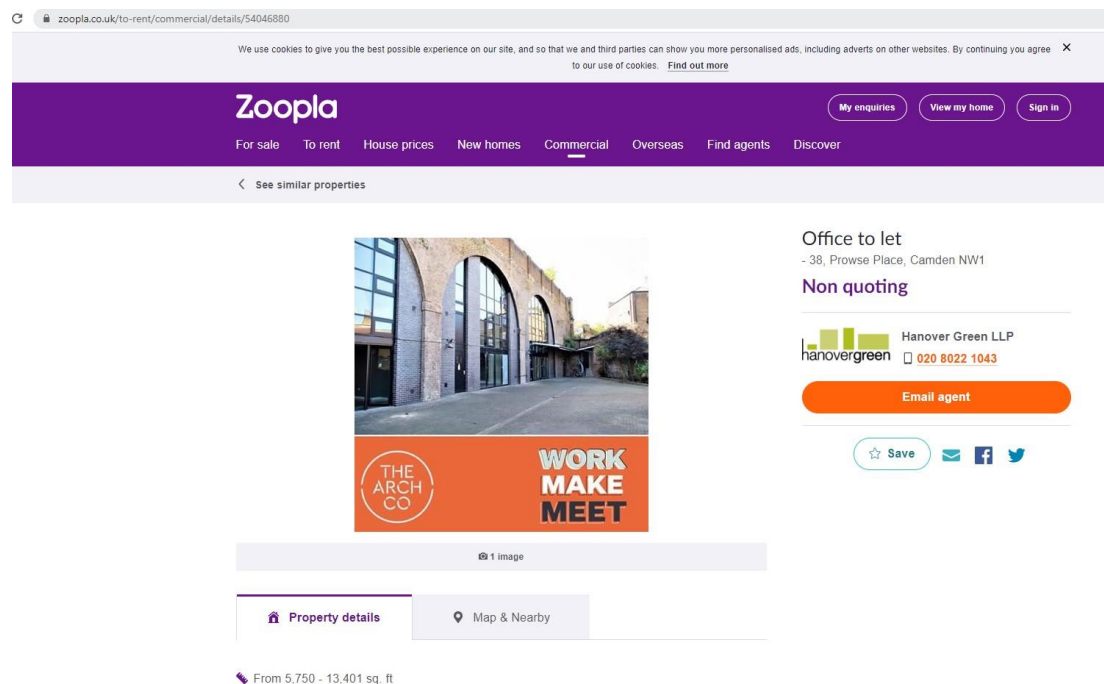 zoopla.co.uk/to-rent/commercial/details/54046880
We use cookies to give you the best possible experience on our site, and so that we and third parties can show you more personalised ads, including adverts on other websites. By continuing you agree
to our use of cookies. Find out more
Zoopla
My enquiries
View my home
Sign in
For sale To rent House prices New homes Commercial Overseas Find agents Discover
See similar properties
Office to let
- 38, Prowse Place, Camden NW1
Non quoting
hanovergreen
Hanover Green LLP
020 8022 1043
Email agent
Save
THE
ARCH
CO
WORK
MAKE
MEET
1 image
Property details
Map & Nearby
From 5,750 - 13,401 sq. ft